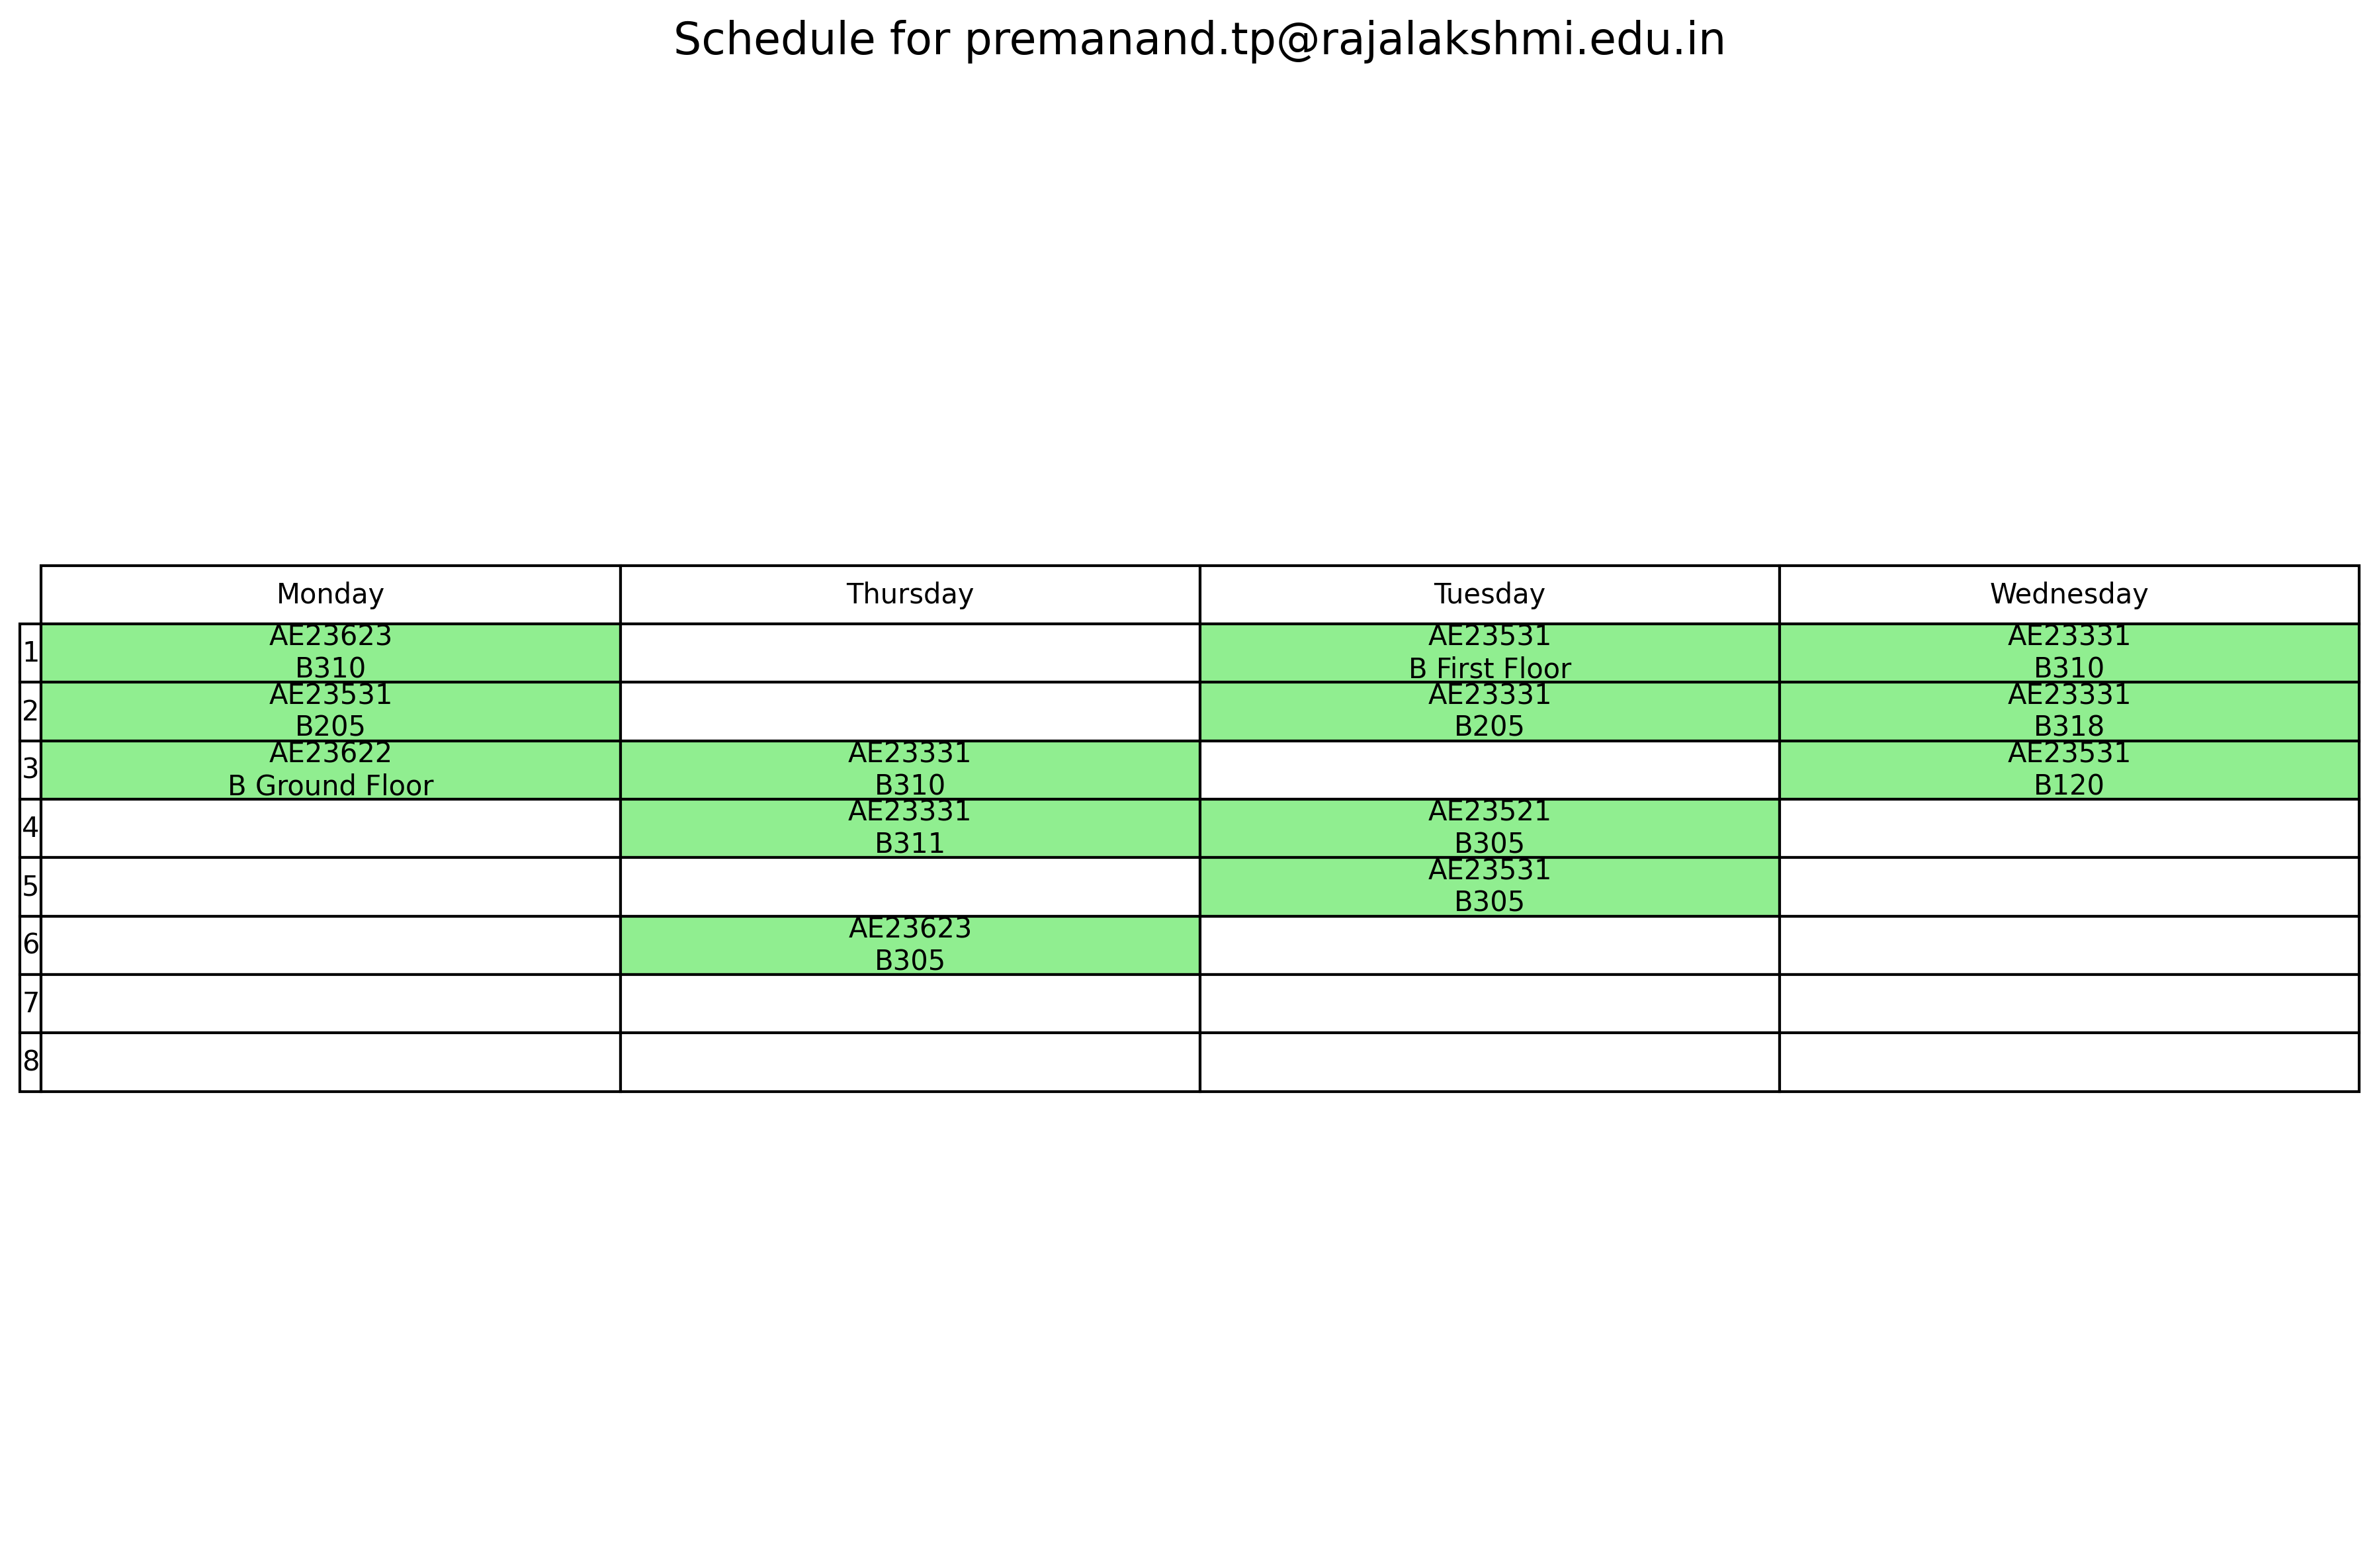 Schedule for premanand.tp@rajalakshmi.edu.in
Monday Thursday Tuesday Wednesday
1 AE23623 B310 AE23531 B First Floor AE23331 B310
2 AE23531 B205 AE23331 B205 AE23331 B318
3 AE23622 B Ground Floor AE23331 B310 AE23531 B120
4 AE23331 B311 AE23521 B305
5 AE23531 B305
6 AE23623 B305
7
8